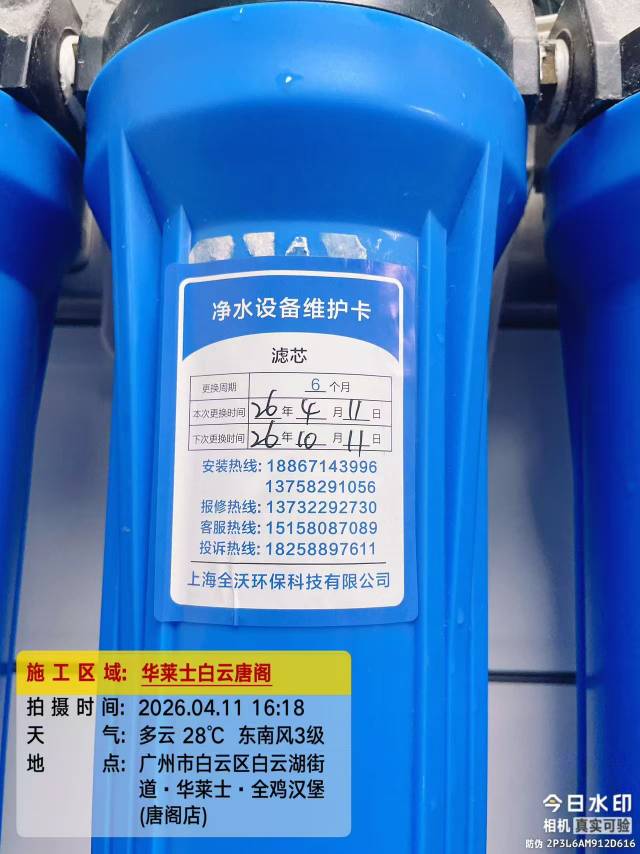 净水设备维护卡
滤芯
更换周期 6 个月
本次更换时间 26 年 4 月 11 日
下次更换时间 26 年 10 月 11 日
安装热线: 18867143996
13758291056
报修热线: 13732292730
客服热线: 15158087089
投诉热线: 18258897611
上海全沃环保科技有限公司
施工区域: 华莱士白云唐阁
拍摄时间: 2026.04.11 16:18
天气: 多云 28℃ 东南风3级
地点: 广州市白云区白云湖街
道·华莱士·全鸡汉堡
(唐阁店)
今日水印
相机 真实可验
防伪 2P3L6AM912D616